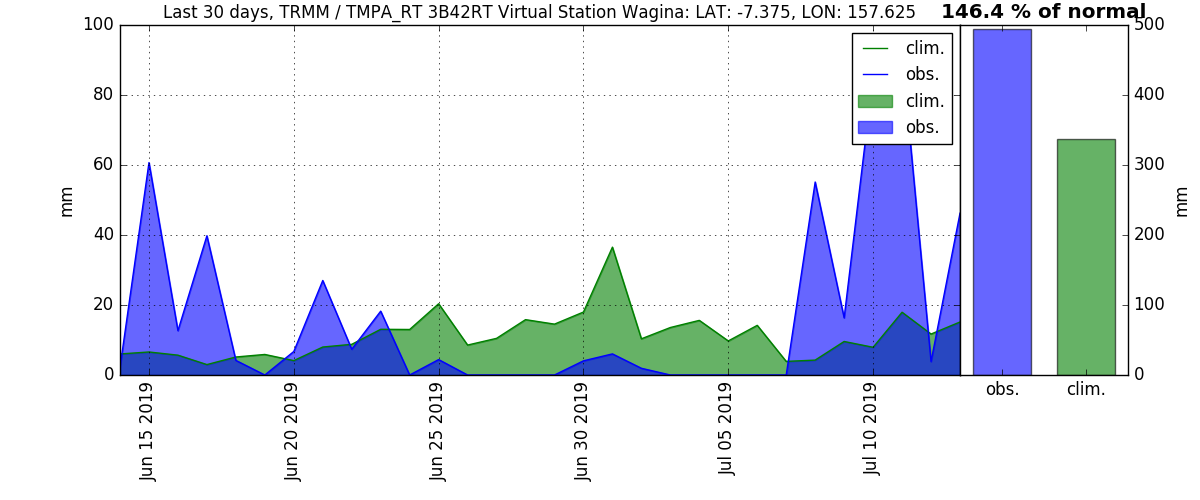 Last 30 days, TRMM / TMPA_RT 3B42RT Virtual Station Wagina: LAT: -7.375, LON: 157.625
146.4 % of normal
100
80
60
40
20
0
mm
clim.
obs.
clim.
obs.
500
400
300
200
100
0
mm
Jun 15 2019
Jun 20 2019
Jun 25 2019
Jun 30 2019
Jul 05 2019
Jul 10 2019
obs.
clim.